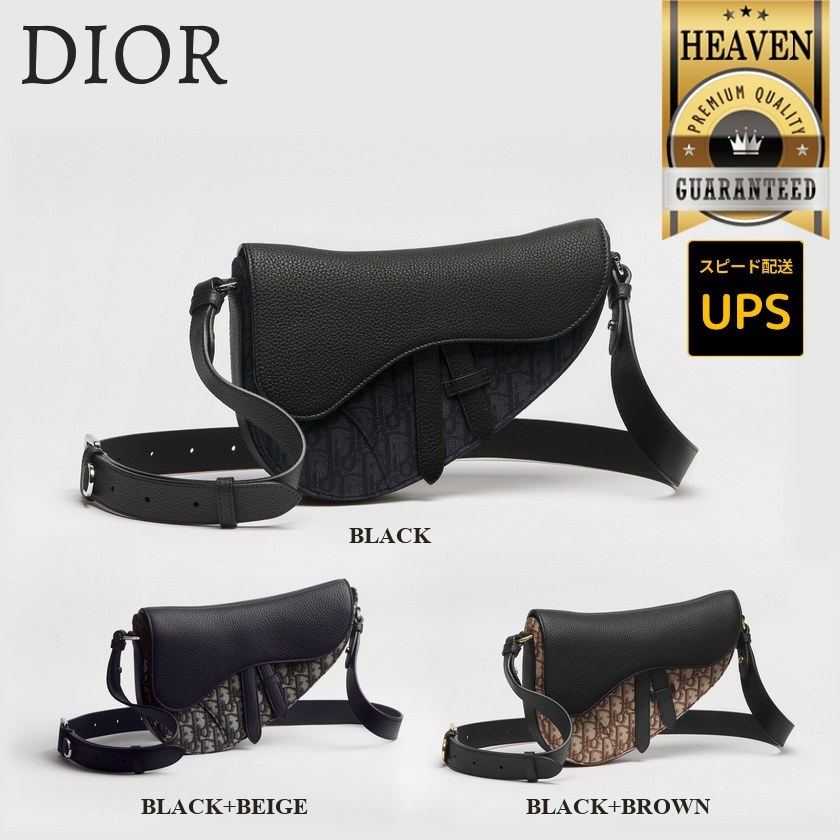 DIOR
HEAVEN
PREMIUM QUALITY
GUARANTEED
スピード配送
UPS
BLACK
BLACK+BEIGE
BLACK+BROWN